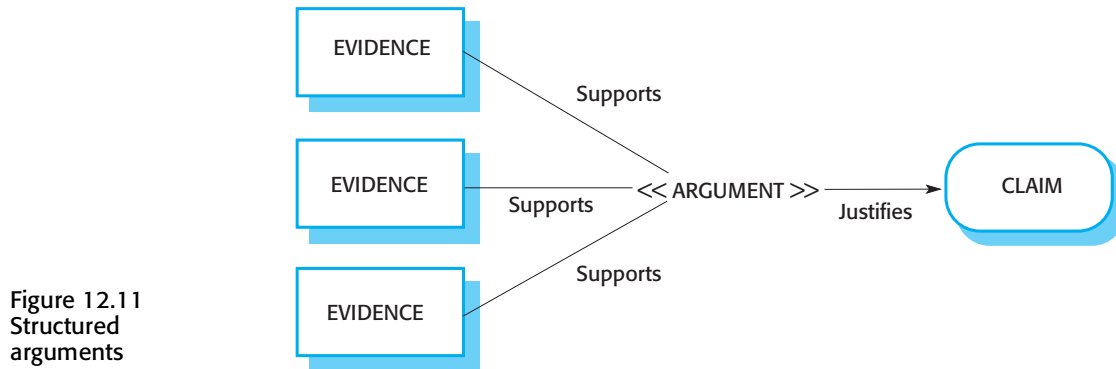 EVIDENCE
Supports
EVIDENCE
Supports
<< ARGUMENT >>
Justifies
CLAIM
Supports
EVIDENCE
Figure 12.11
Structured
arguments